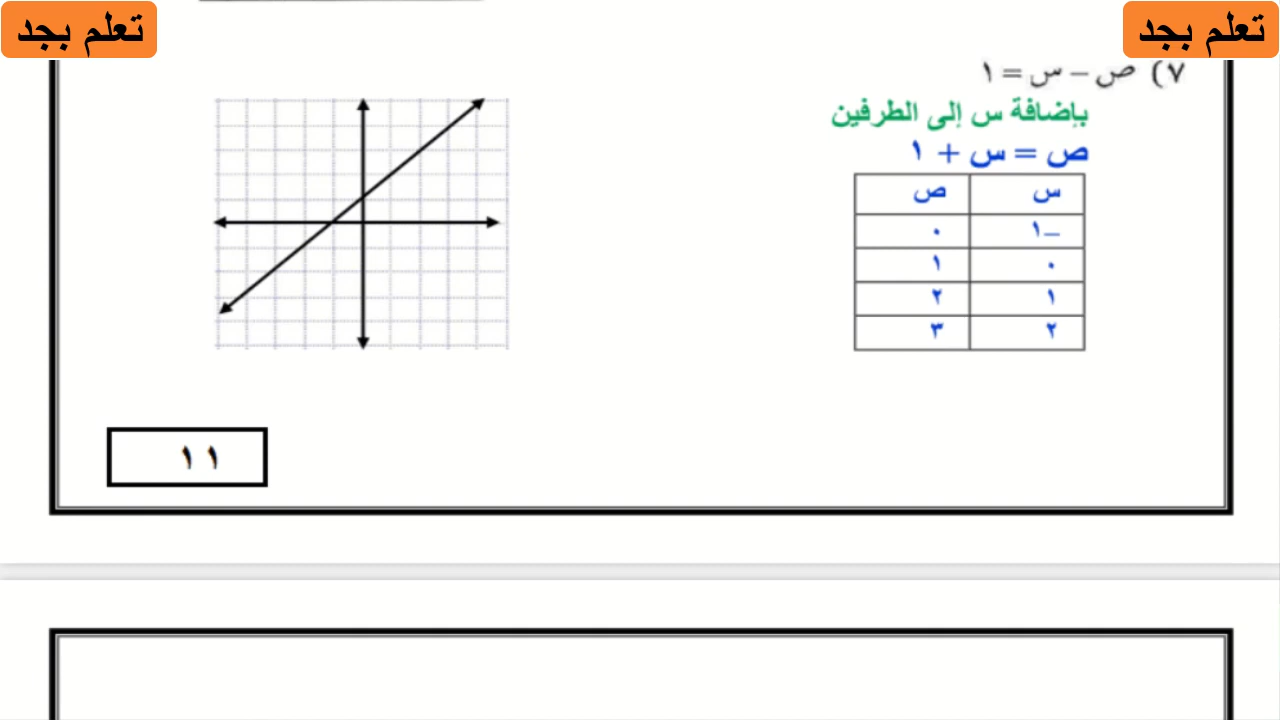 تعلم بجد
تعلم بجد
٧) ص – س = ١
بإضافة س إلى الطرفين
ص = س + ١
س ص
–١ ٠
٠ ١
١ ٢
٢ ٣
١١